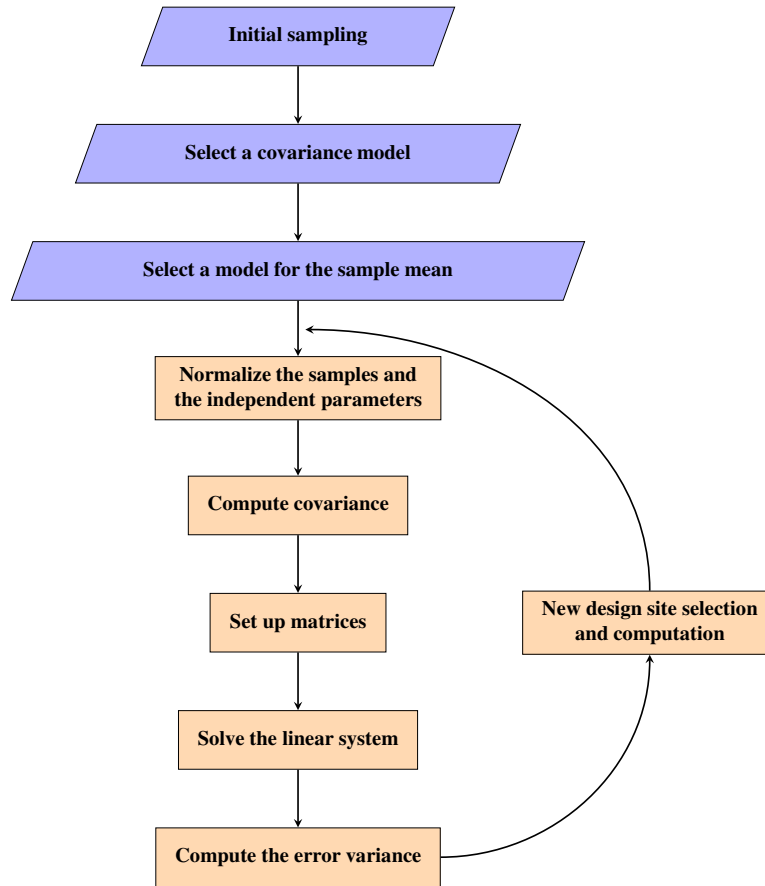 Initial sampling
Select a covariance model
Select a model for the sample mean
Normalize the samples and
the independent parameters
Compute covariance
Set up matrices
New design site selection
and computation
Solve the linear system
Compute the error variance